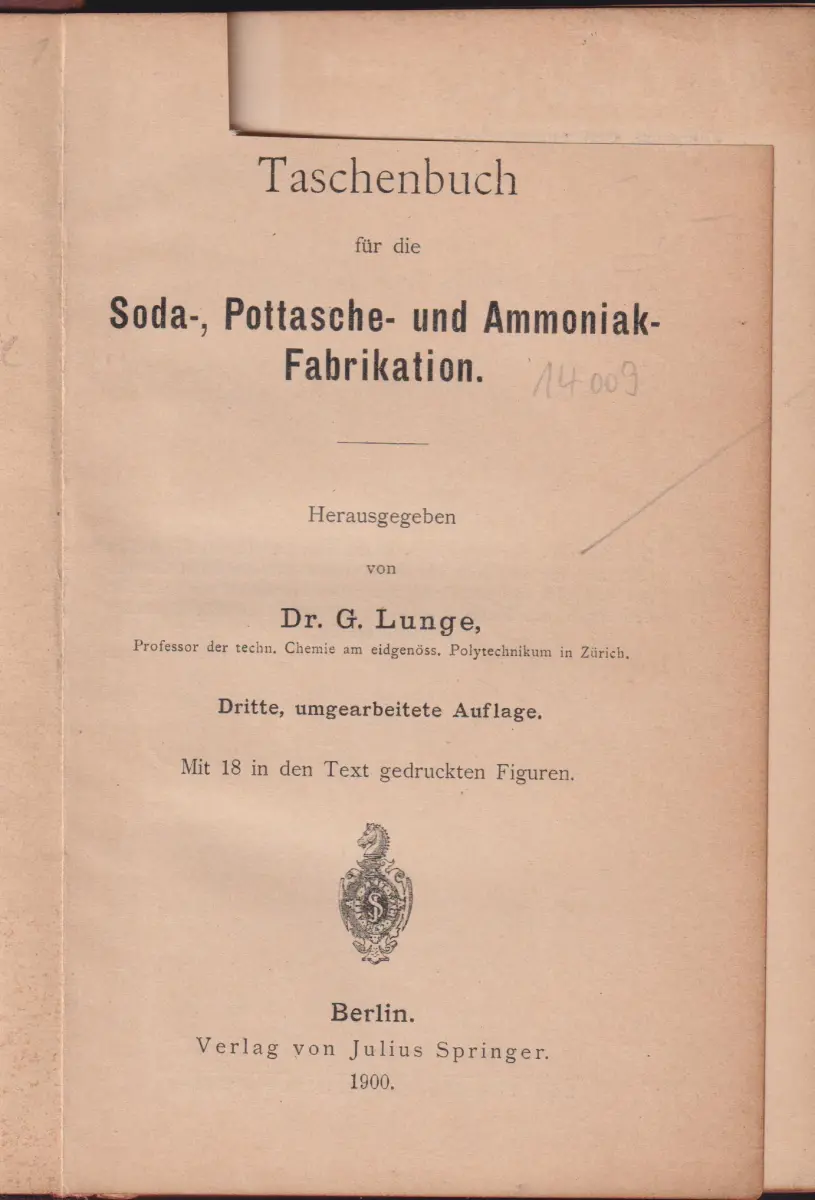 Taschenbuch
für die
Soda-, Pottasche- und Ammoniak-
Fabrikation.
14009
Herausgegeben
von
Dr. G. Lunge,
Professor der techn. Chemie am eidgenöss. Polytechnikum in Zürich.
Dritte, umgearbeitete Auflage.
Mit 18 in den Text gedruckten Figuren.
Berlin.
Verlag von Julius Springer.
1900.